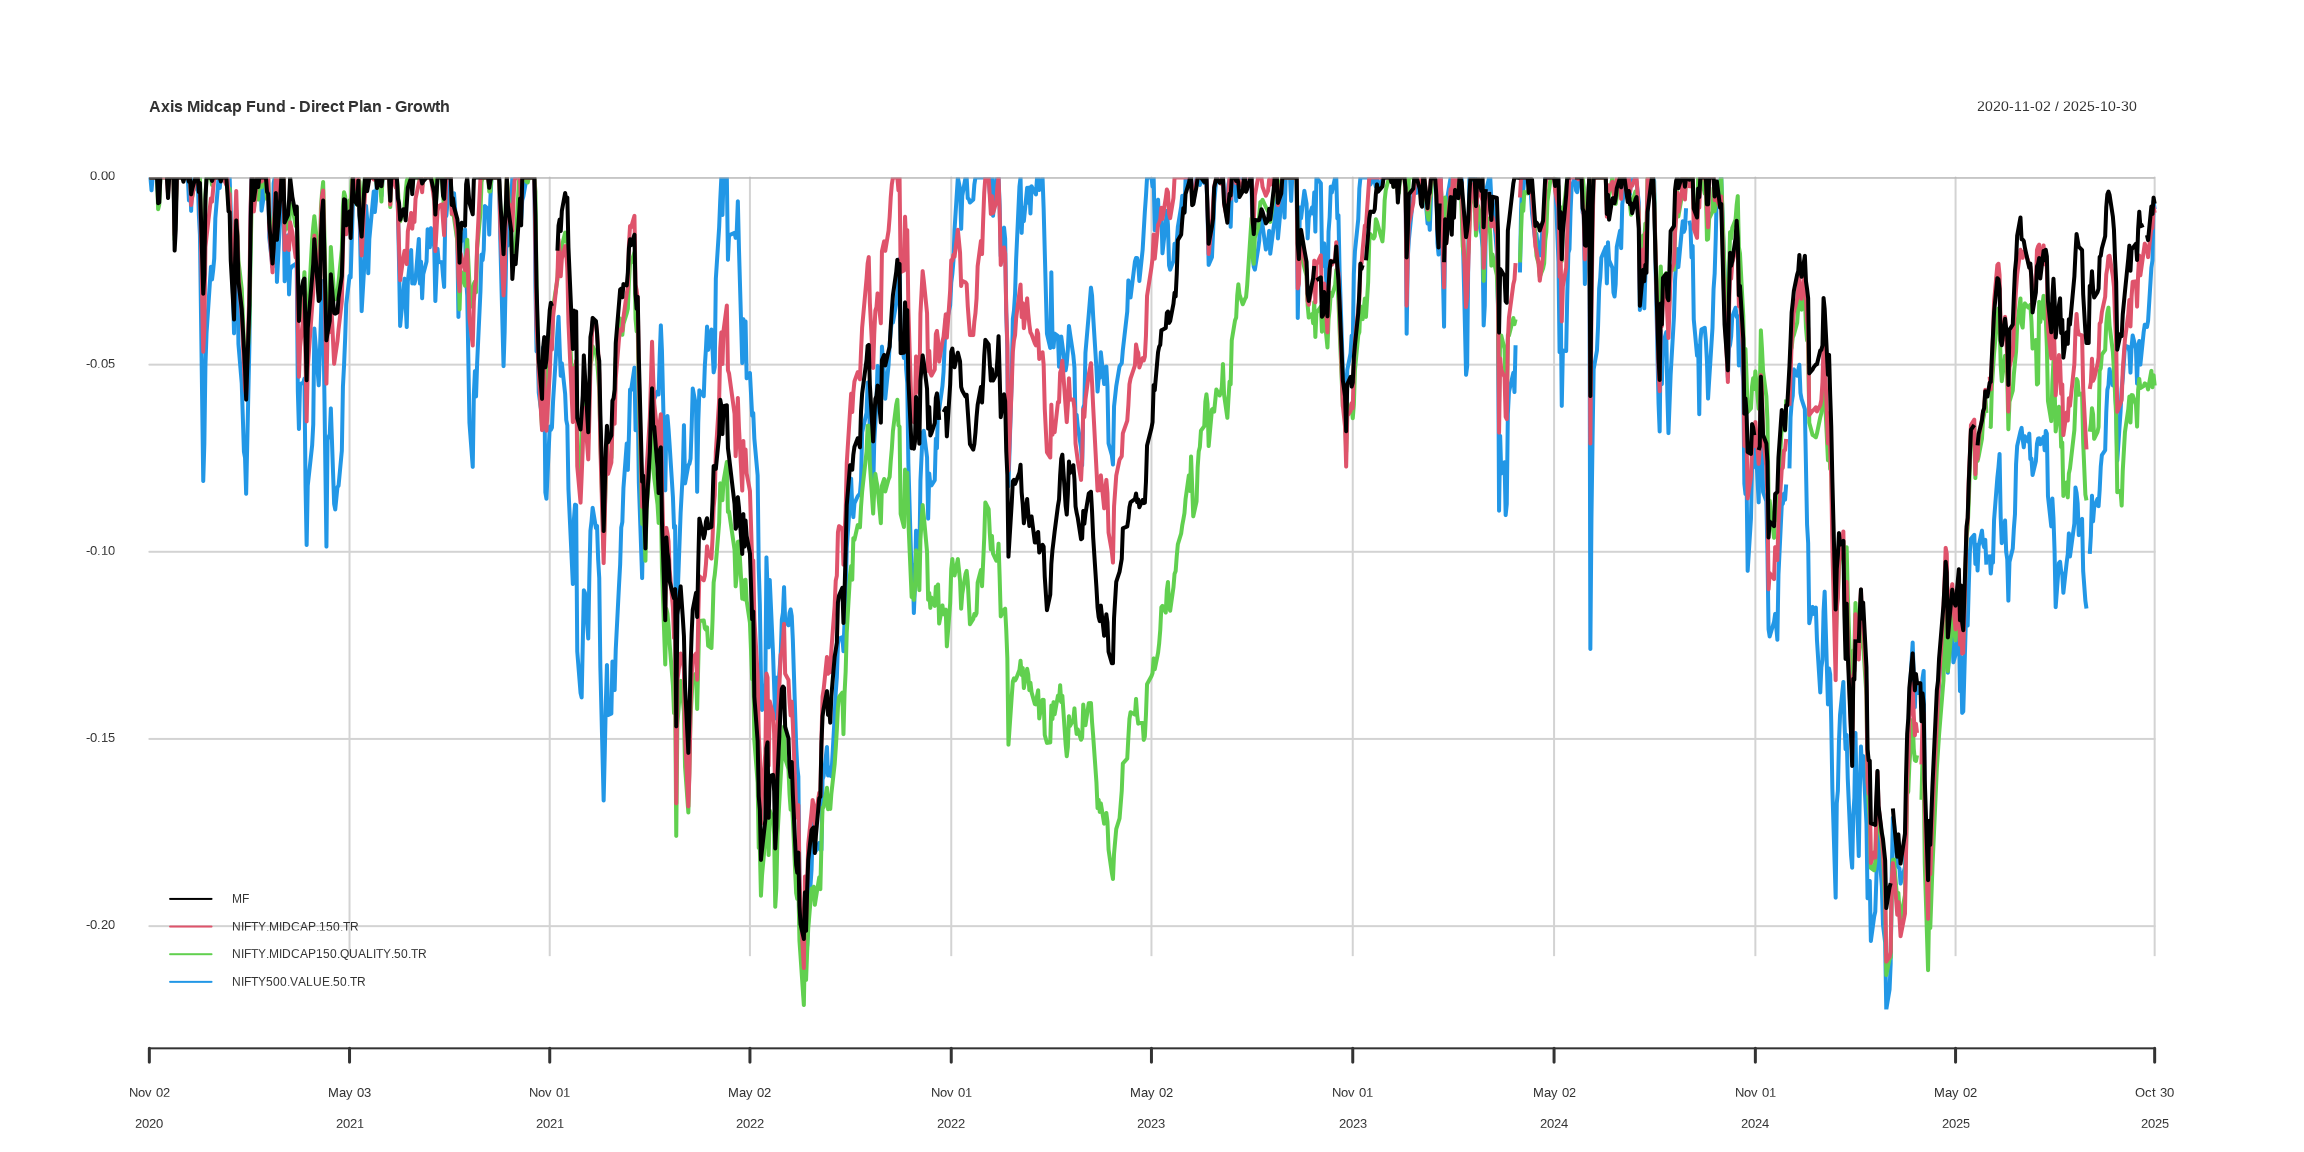 Axis Midcap Fund - Direct Plan - Growth
2020-11-02 / 2025-10-30
0.00
-0.05
-0.10
-0.15
-0.20
MF
NIFTY.MIDCAP.150.TR
NIFTY.MIDCAP150.QUALITY.50.TR
NIFTY500.VALUE.50.TR
Nov 02 May 03 Nov 01 May 02 Nov 01 May 02 Nov 01 May 02 Nov 01 May 02 Oct 30
2020 2021 2021 2022 2022 2023 2023 2024 2024 2025 2025